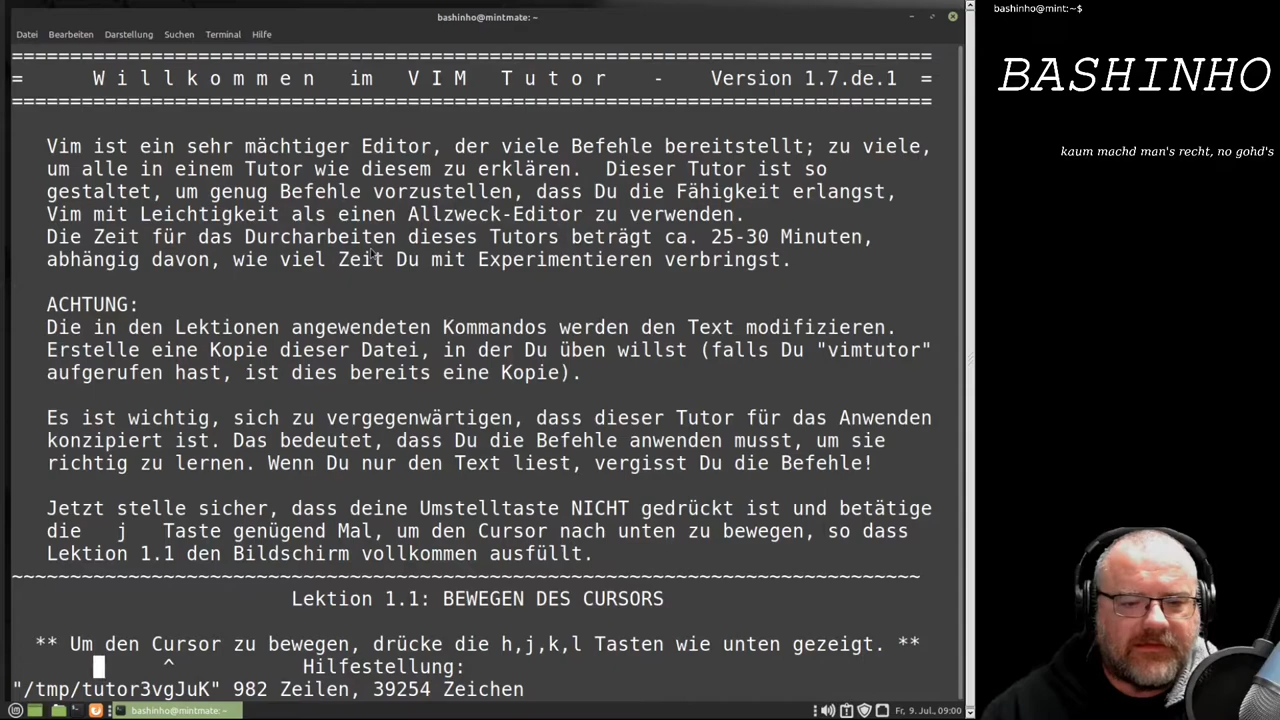 bashinho@mintmate: ~
Datei Bearbeiten Darstellung Suchen Terminal Hilfe
===============================================================================
=      W i l l k o m m e n   im   V I M   T u t o r    -    Version 1.7.de.1  =
===============================================================================
Vim ist ein sehr mächtiger Editor, der viele Befehle bereitstellt; zu viele,
um alle in einem Tutor wie diesem zu erklären.  Dieser Tutor ist so
gestaltet, um genug Befehle vorzustellen, dass Du die Fähigkeit erlangst,
Vim mit Leichtigkeit als einen Allzweck-Editor zu verwenden.
Die Zeit für das Durcharbeiten dieses Tutors beträgt ca. 25-30 Minuten,
abhängig davon, wie viel Zeit Du mit Experimentieren verbringst.
ACHTUNG:
Die in den Lektionen angewendeten Kommandos werden den Text modifizieren.
Erstelle eine Kopie dieser Datei, in der Du üben willst (falls Du "vimtutor"
aufgerufen hast, ist dies bereits eine Kopie).
Es ist wichtig, sich zu vergegenwärtigen, dass dieser Tutor für das Anwenden
konzipiert ist. Das bedeutet, dass Du die Befehle anwenden musst, um sie
richtig zu lernen. Wenn Du nur den Text liest, vergisst Du die Befehle!
Jetzt stelle sicher, dass deine Umstelltaste NICHT gedrückt ist und betätige
die   j   Taste genügend Mal, um den Cursor nach unten zu bewegen, so dass
Lektion 1.1 den Bildschirm vollkommen ausfüllt.
~~~~~~~~~~~~~~~~~~~~~~~~~~~~~~~~~~~~~~~~~~~~~~~~~~~~~~~~~~~~~~~~~~~~~~~~~~~~~~
Lektion 1.1: BEWEGEN DES CURSORS
** Um den Cursor zu bewegen, drücke die h,j,k,l Tasten wie unten gezeigt. **
^            Hilfestellung:
"/tmp/tutor3vgJuK" 982 Zeilen, 39254 Zeichen
bashinho@mintmate: ~
Fr, 9. Jul., 09:00
bashinho@mint:~$
BASHINHO
kaum machd man's recht, no gohd's